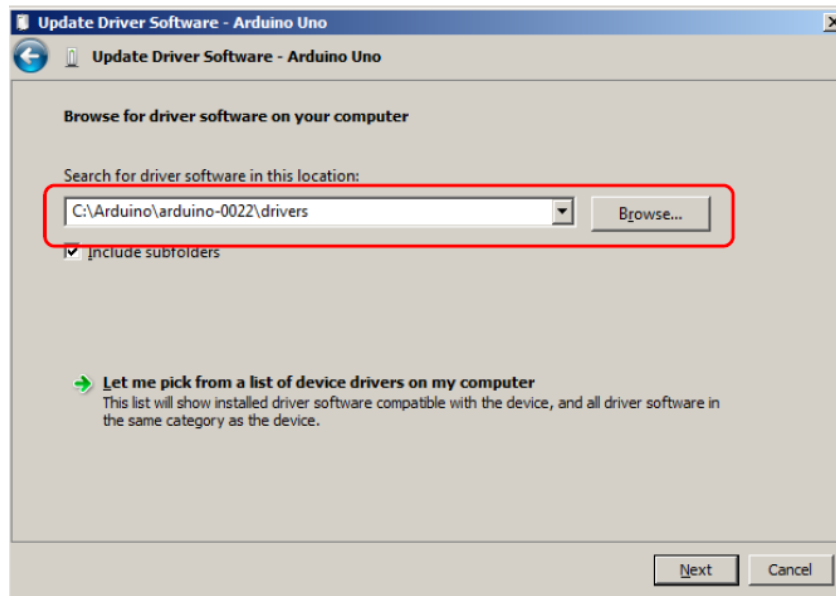 Update Driver Software - Arduino Uno
Update Driver Software - Arduino Uno
Browse for driver software on your computer
Search for driver software in this location:
C:\Arduino\arduino-0022\drivers
Browse...
Include subfolders
Let me pick from a list of device drivers on my computer
This list will show installed driver software compatible with the device, and all driver software in
the same category as the device.
Next
Cancel